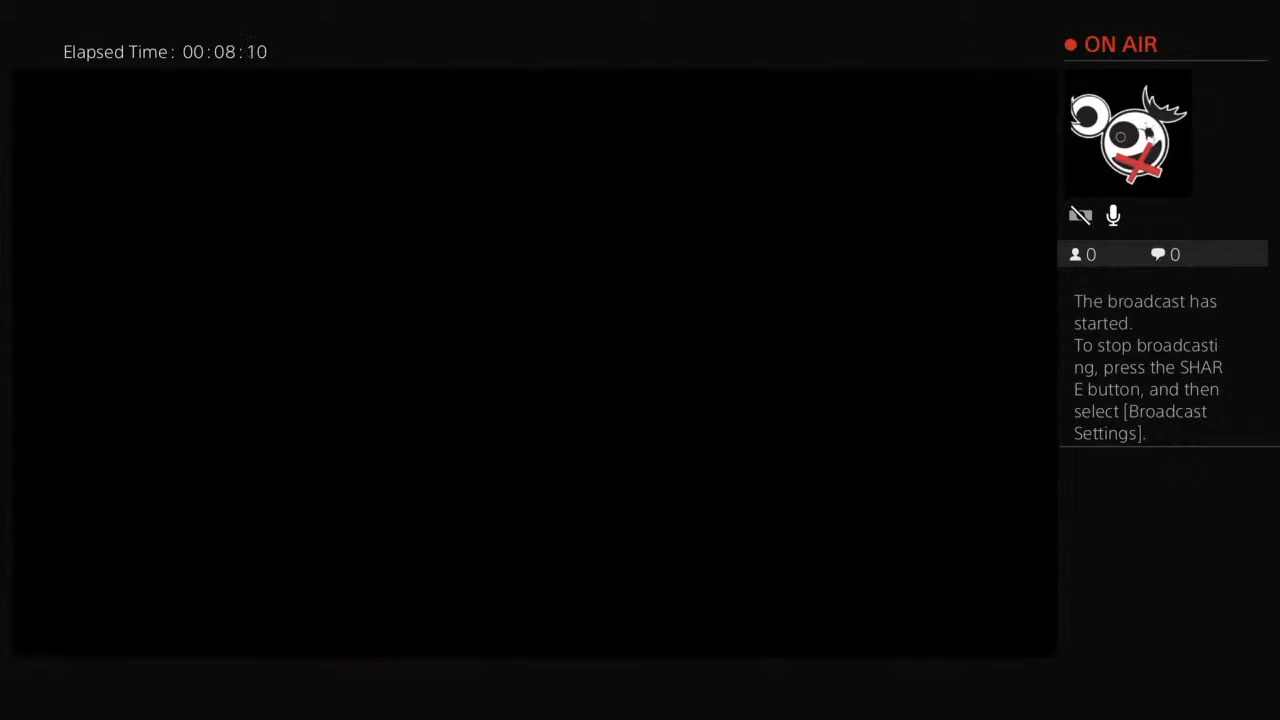 Elapsed Time: 00:08:10
ON AIR
0 0
The broadcast has
started.
To stop broadcasti
ng, press the SHAR
E button, and then
select [Broadcast
Settings].